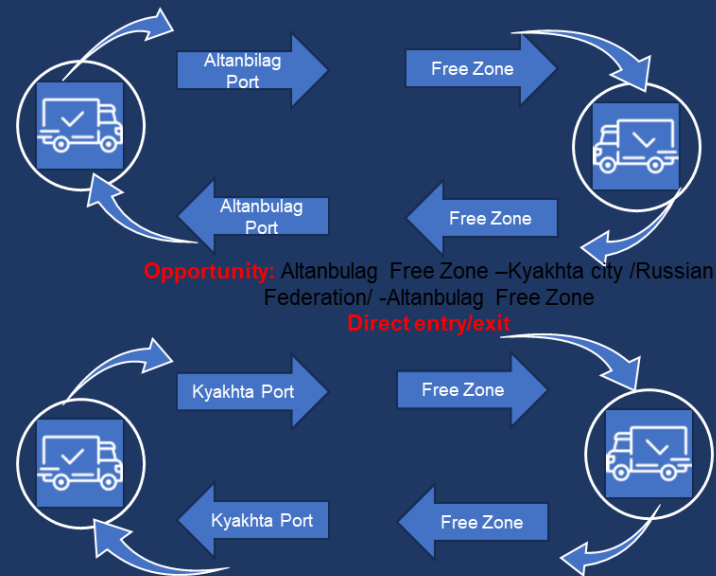 Altanbilag
Port
Free Zone
Altanbulag
Port
Free Zone
Opportunity: Altanbulag Free Zone –Kyakhta city /Russian
Federation/ -Altanbulag Free Zone
Direct entry/exit
Kyakhta Port
Free Zone
Kyakhta Port
Free Zone